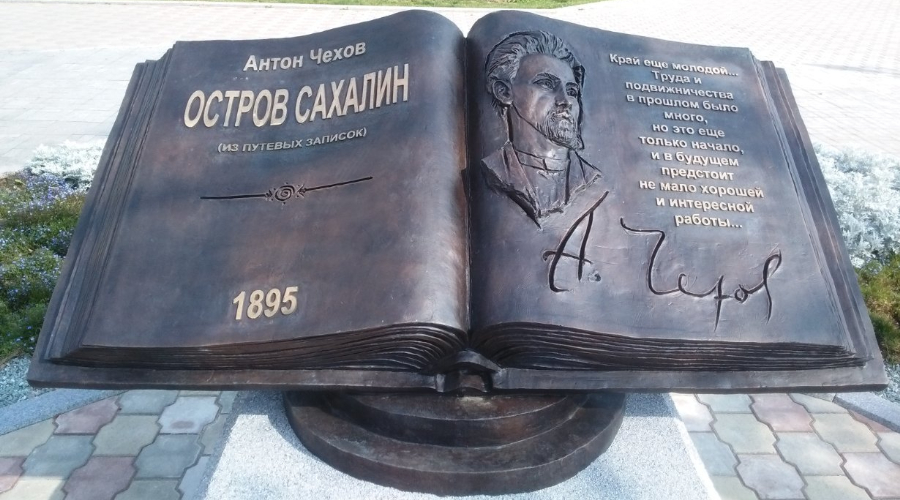 Антон Чехов
ОСТРОВ САХАЛИН
(ИЗ ПУТЕВЫХ ЗАПИСОК)
1895
Край еще молодой...
Труда и
подвижничества
в прошлом было
много,
но это еще
только начало,
и в будущем
предстоит
не мало хорошей
и интересной
работы...
А. Чехов